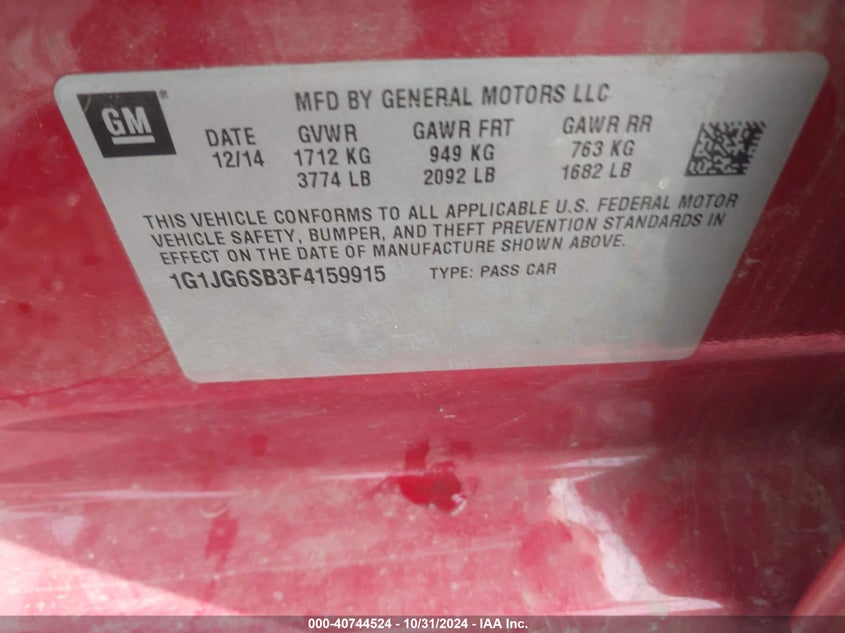 GM®
MFD BY GENERAL MOTORS LLC
DATE GVWR GAWR FRT GAWR RR
12/14 1712 KG 949 KG 763 KG
3774 LB 2092 LB 1682 LB
THIS VEHICLE CONFORMS TO ALL APPLICABLE U.S. FEDERAL MOTOR
VEHICLE SAFETY, BUMPER, AND THEFT PREVENTION STANDARDS IN
EFFECT ON THE DATE OF MANUFACTURE SHOWN ABOVE.
1G1JG6SB3F4159915 TYPE: PASS CAR
000-40744524 - 10/31/2024 - IAA Inc.